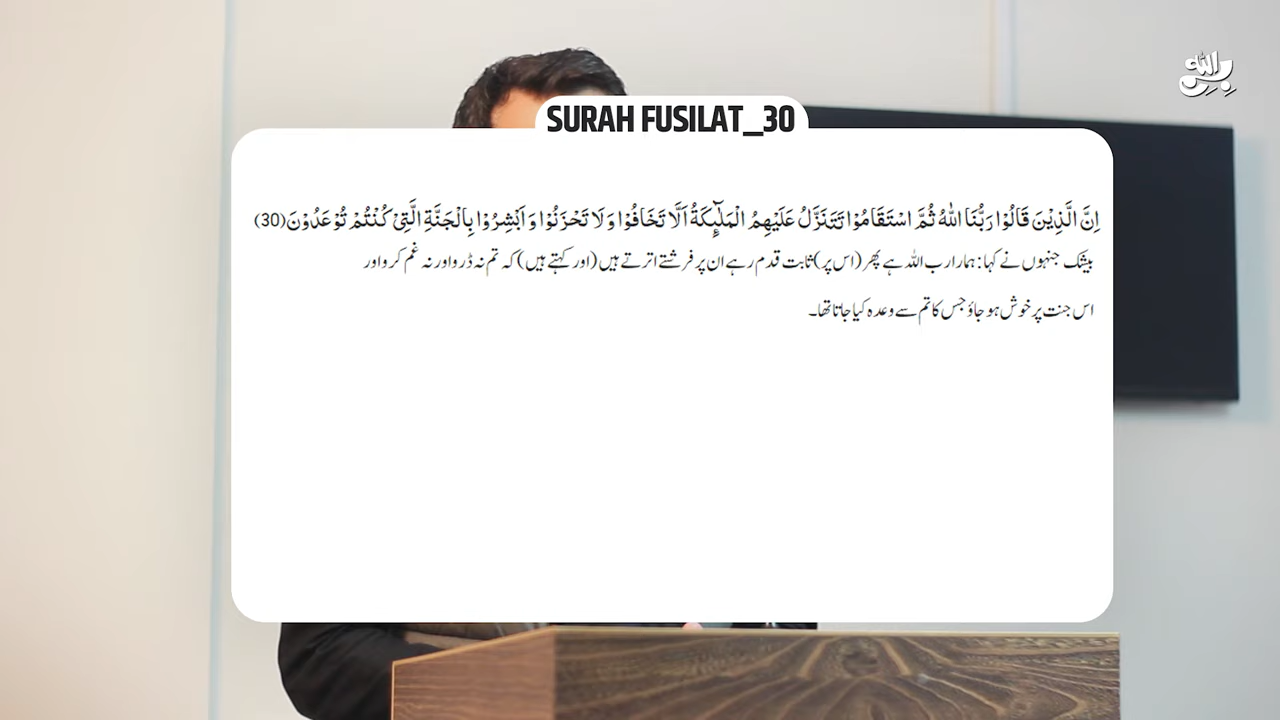 SURAH FUSILAT_30
بسم الله
اِنَّ الَّذِیْنَ قَالُوْا رَبُّنَا اللّٰهُ ثُمَّ اسْتَقَامُوْا تَتَنَزَّلُ عَلَیْهِمُ الْمَلٰٓىٕكَةُ اَلَّا تَخَافُوْا وَ لَا تَحْزَنُوْا وَ اَبْشِرُوْا بِالْجَنَّةِ الَّتِیْ كُنْتُمْ تُوْعَدُوْنَ(30)
بیشک جنہوں نے کہا: ہمارا رب اللہ ہے پھر (اس پر) ثابت قدم رہے ان پر فرشتے اترتے ہیں (اور کہتے ہیں) کہ تم نہ ڈرو اور نہ غم کرو اور
اس جنت پر خوش ہو جاؤ جس کا تم سے وعدہ کیا جاتا تھا۔